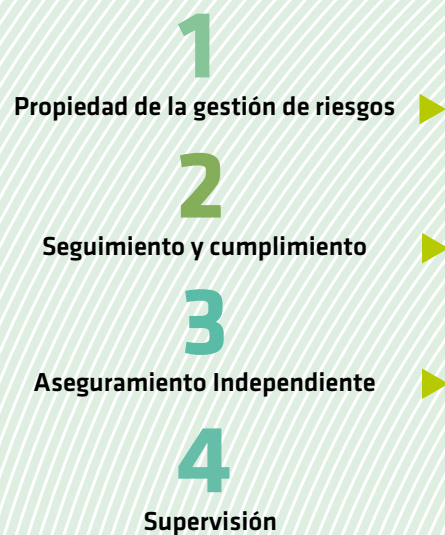 1
Propiedad de la gestión de riesgos
2
Seguimiento y cumplimiento
3
Aseguramiento Independiente
4
Supervisión